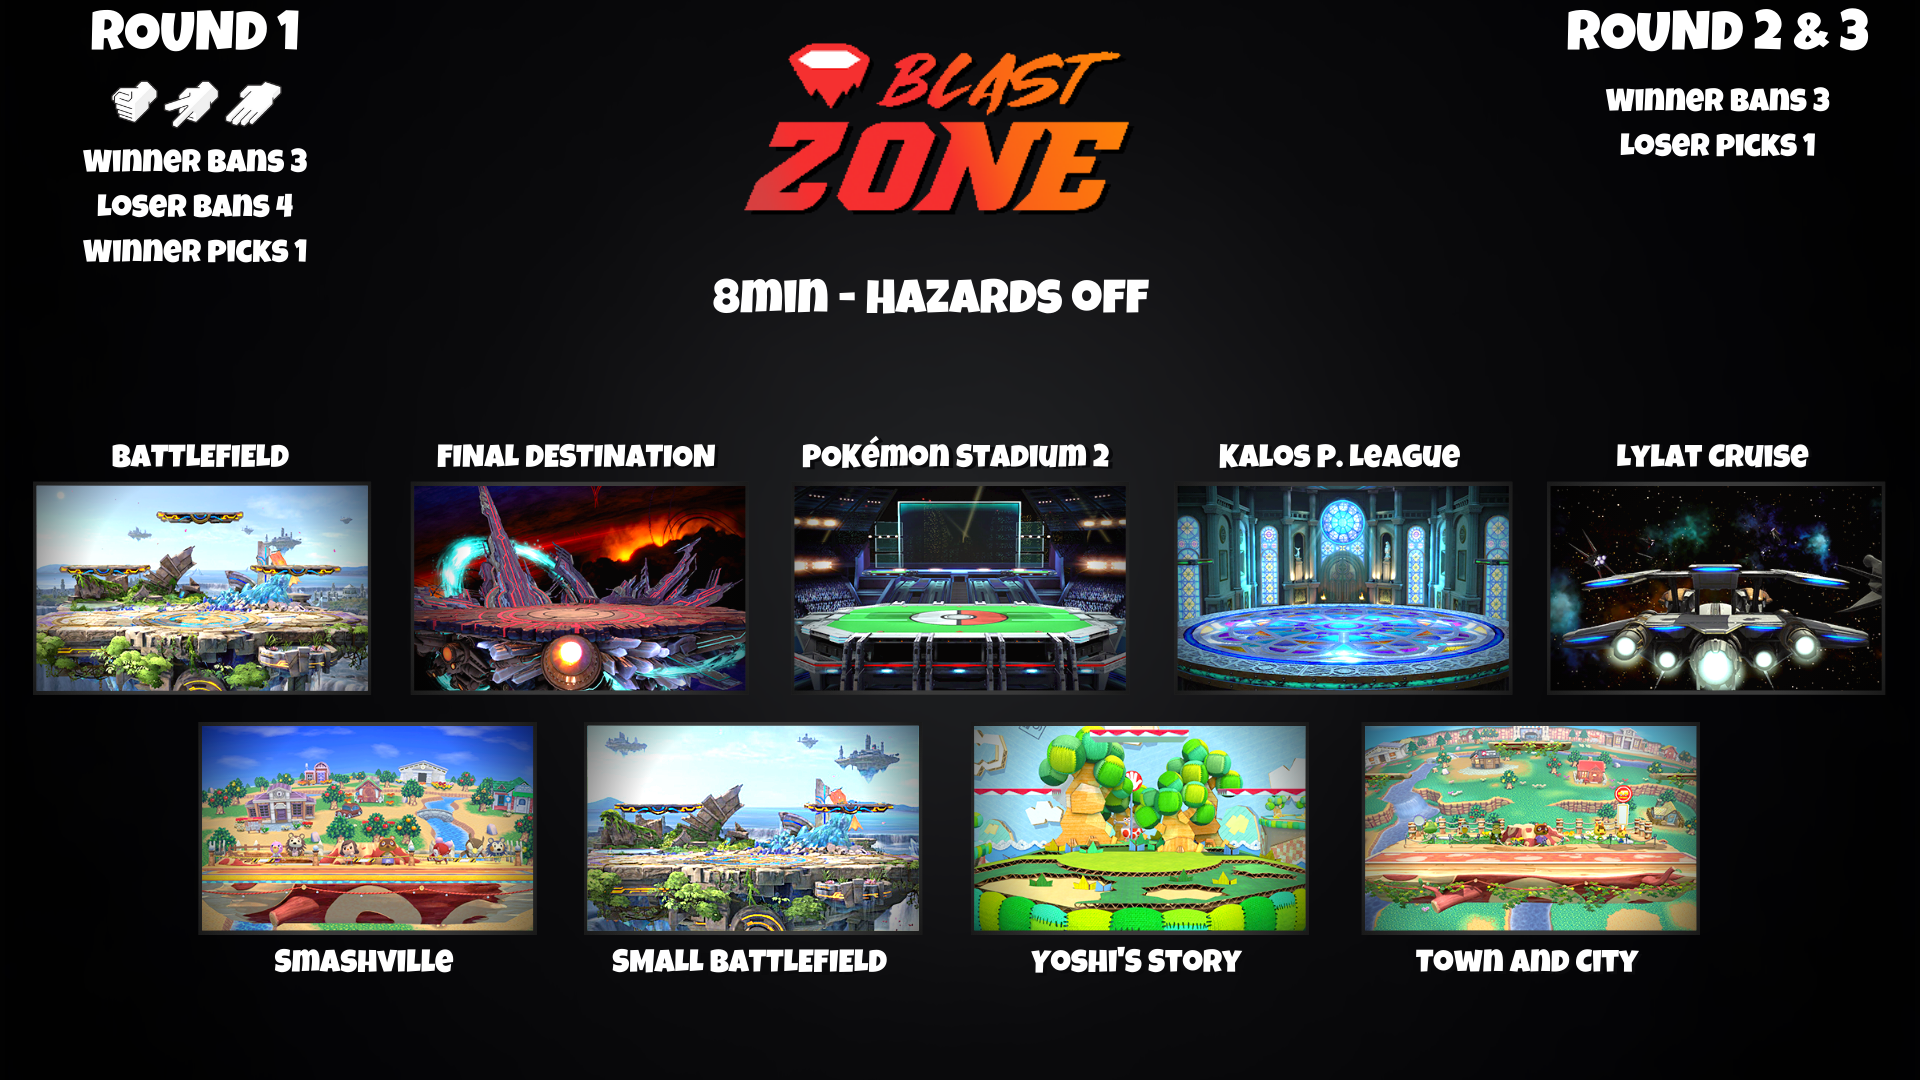 ROUND 1
WINNER BANS 3
LOSER BANS 4
WINNER PICKS 1
BLAST
ZONE
8min - HAZARDS OFF
ROUND 2 & 3
WINNER BANS 3
LOSER PICKS 1
BATTLEFIELD
FINAL DESTINATION
POKéMON STADIUM 2
KALOS P. LEAGUE
LYLAT CRUISE
SMASHVILLE
SMALL BATTLEFIELD
YOSHI'S STORY
TOWN AND CITY